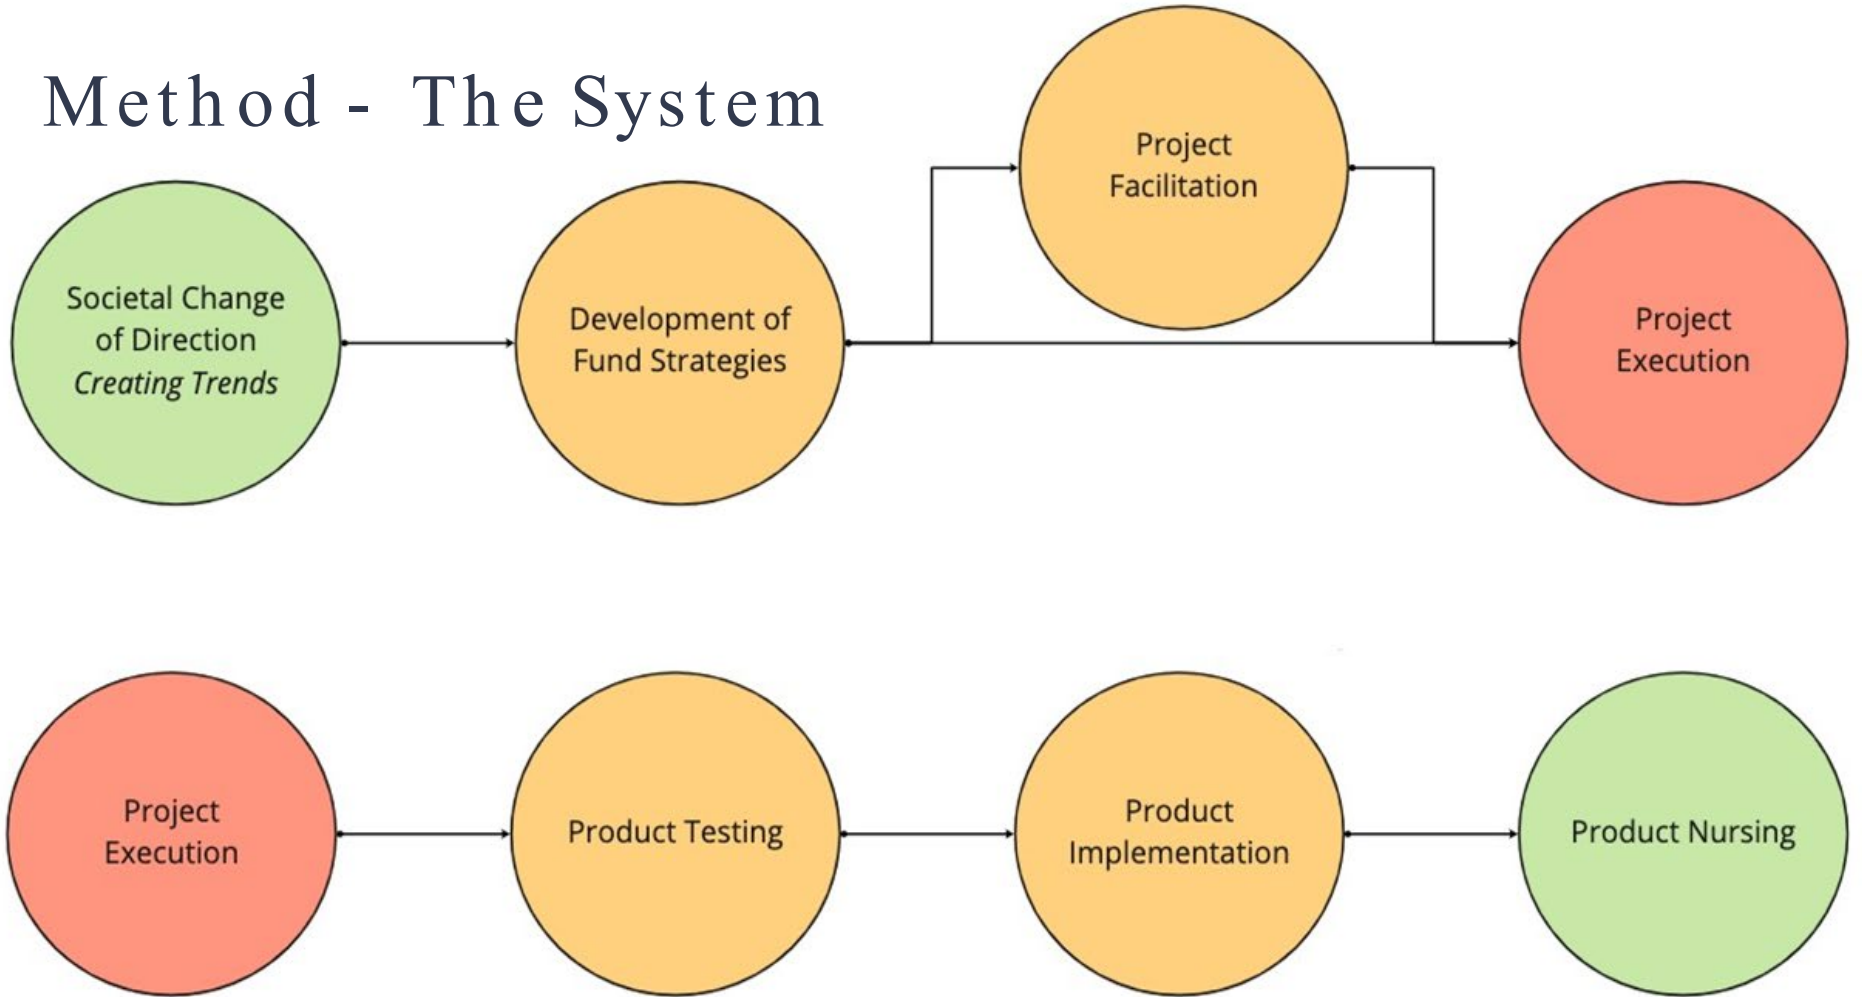 Method - The System
Project
Facilitation
Societal Change
of Direction
Creating Trends
Development of
Fund Strategies
Project
Execution
Project
Execution
Product Testing
Product
Implementation
Product Nursing